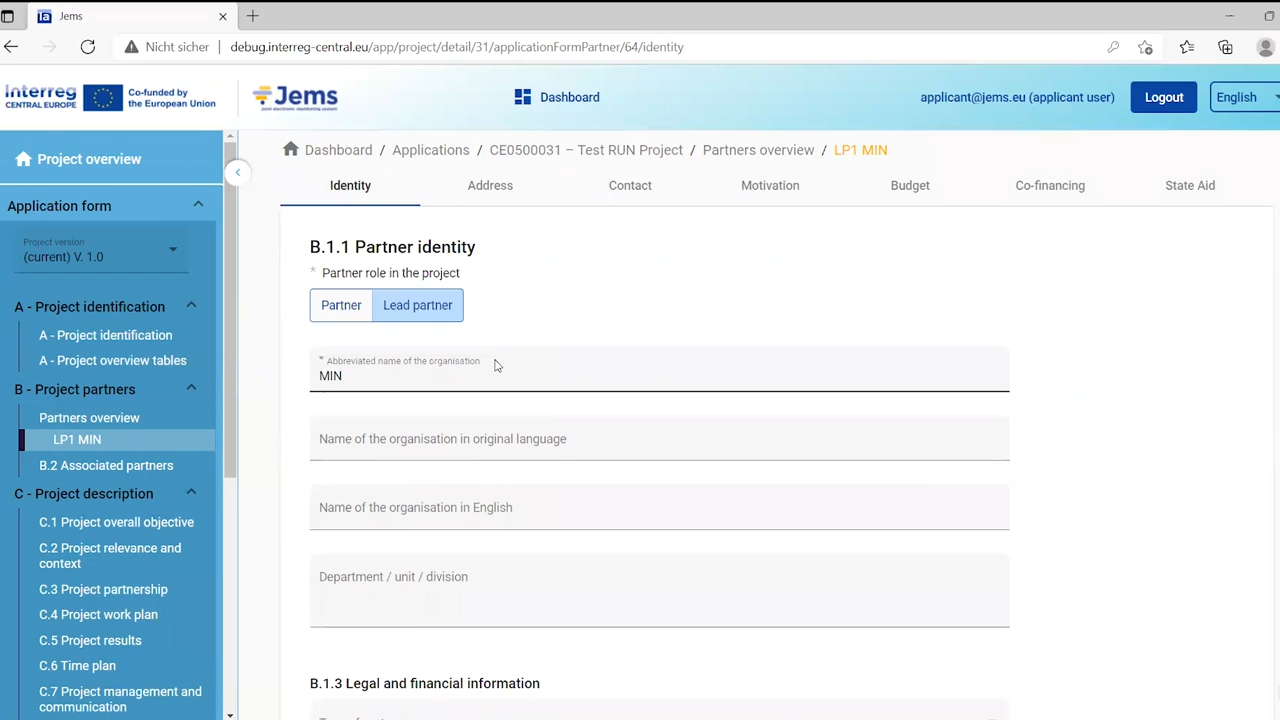 Jems
Nicht sicher
debug.interreg-central.eu/app/project/detail/31/applicationFormPartner/64/identity
Interreg
CENTRAL EUROPE
Co-funded by
the European Union
Jems
Dashboard
applicant@jems.eu (applicant user)
Logout
English
Project overview
Application form
Project version
(current) V. 1.0
A - Project identification
A - Project identification
A - Project overview tables
B - Project partners
Partners overview
LP1 MIN
B.2 Associated partners
C - Project description
C.1 Project overall objective
C.2 Project relevance and
context
C.3 Project partnership
C.4 Project work plan
C.5 Project results
C.6 Time plan
C.7 Project management and
communication
Dashboard / Applications / CE0500031 – Test RUN Project / Partners overview / LP1 MIN
Identity Address Contact Motivation Budget Co-financing State Aid
B.1.1 Partner identity
* Partner role in the project
Partner Lead partner
* Abbreviated name of the organisation
MIN
Name of the organisation in original language
Name of the organisation in English
Department / unit / division
B.1.3 Legal and financial information